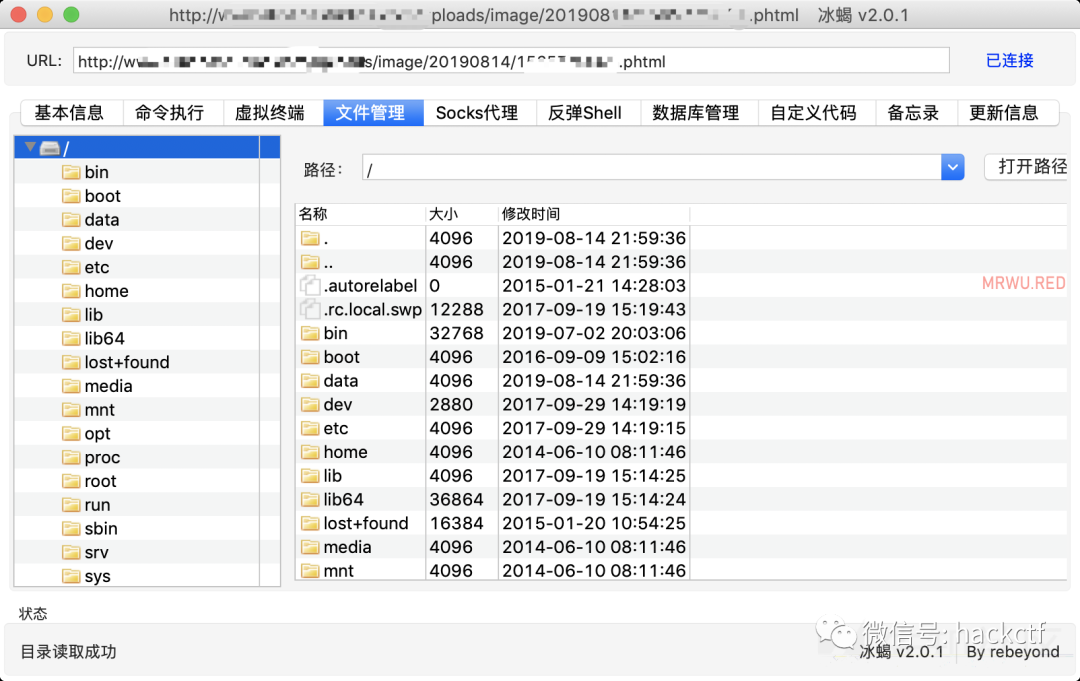 ploads/image/201908 .phtml 冰蝎 v2.0.1
URL: s/image/20190814/ .phtml 已连接
基本信息 命令执行 虚拟终端 文件管理 Socks代理 反弹Shell 数据库管理 自定义代码 备忘录 更新信息
/
bin
boot
data
dev
etc
home
lib
lib64
lost+found
media
mnt
opt
proc
root
run
sbin
srv
sys
路径: / 打开路径
名称 大小 修改时间
. 4096 2019-08-14 21:59:36
.. 4096 2019-08-14 21:59:36
.autorelabel 0 2015-01-21 14:28:03
.rc.local.swp 12288 2017-09-19 15:19:43
bin 32768 2019-07-02 20:03:06
boot 4096 2016-09-09 15:02:16
data 4096 2019-08-14 21:59:36
dev 2880 2017-09-29 14:19:19
etc 4096 2017-09-29 14:19:15
home 4096 2014-06-10 08:11:46
lib 4096 2017-09-19 15:14:25
lib64 36864 2017-09-19 15:14:24
lost+found 16384 2015-01-20 10:54:25
media 4096 2014-06-10 08:11:46
mnt 4096 2014-06-10 08:11:46
MRWU.RED
状态
微信号: hackctf
目录读取成功
冰蝎 v2.0.1 By rebeyond